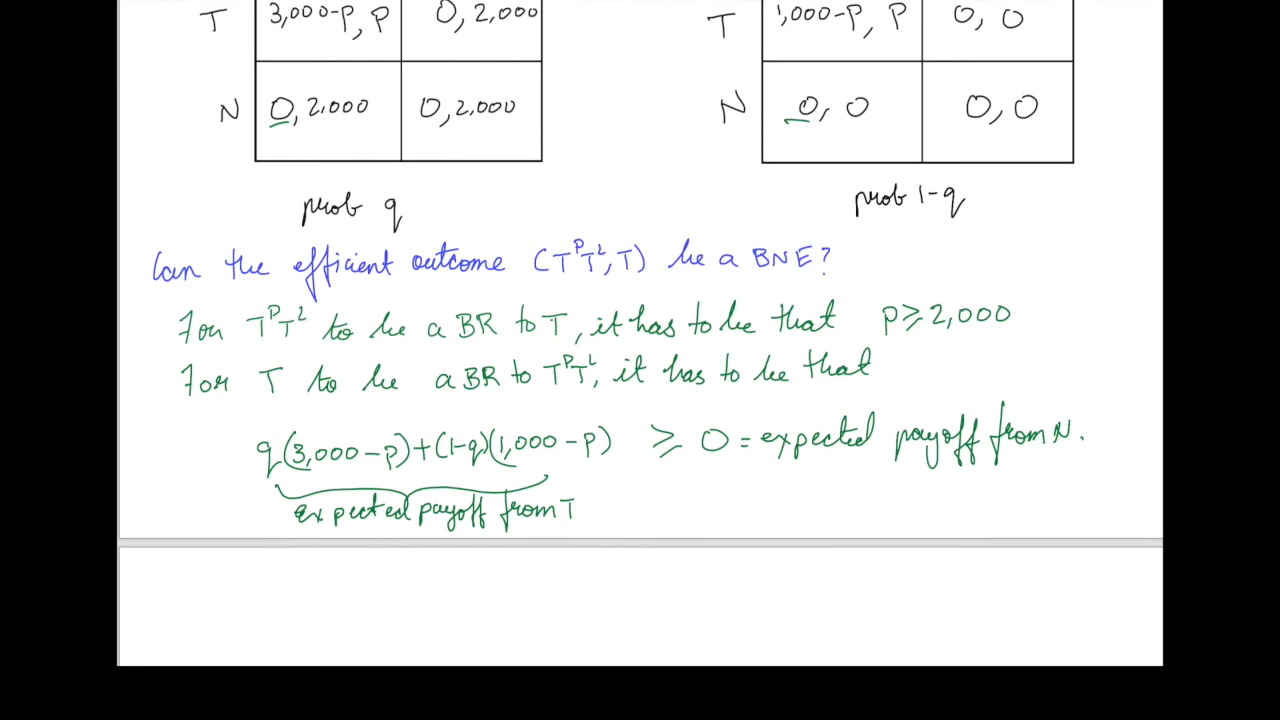 T 3,000-P, P 0, 2,000 T 1,000-P, P 0, 0
N 0, 2,000 0, 2,000 N 0, 0 0, 0
prob q prob 1-q
Can the efficient outcome (TᴾTᴸ, T) be a BNE?
For TᴾTᴸ to be a BR to T, it has to be that p ≥ 2,000
For T to be a BR to TᴾTᴸ, it has to be that
q(3,000-p)+(1-q)(1,000-p) ≥ 0 = expected payoff from N.
expected payoff from T